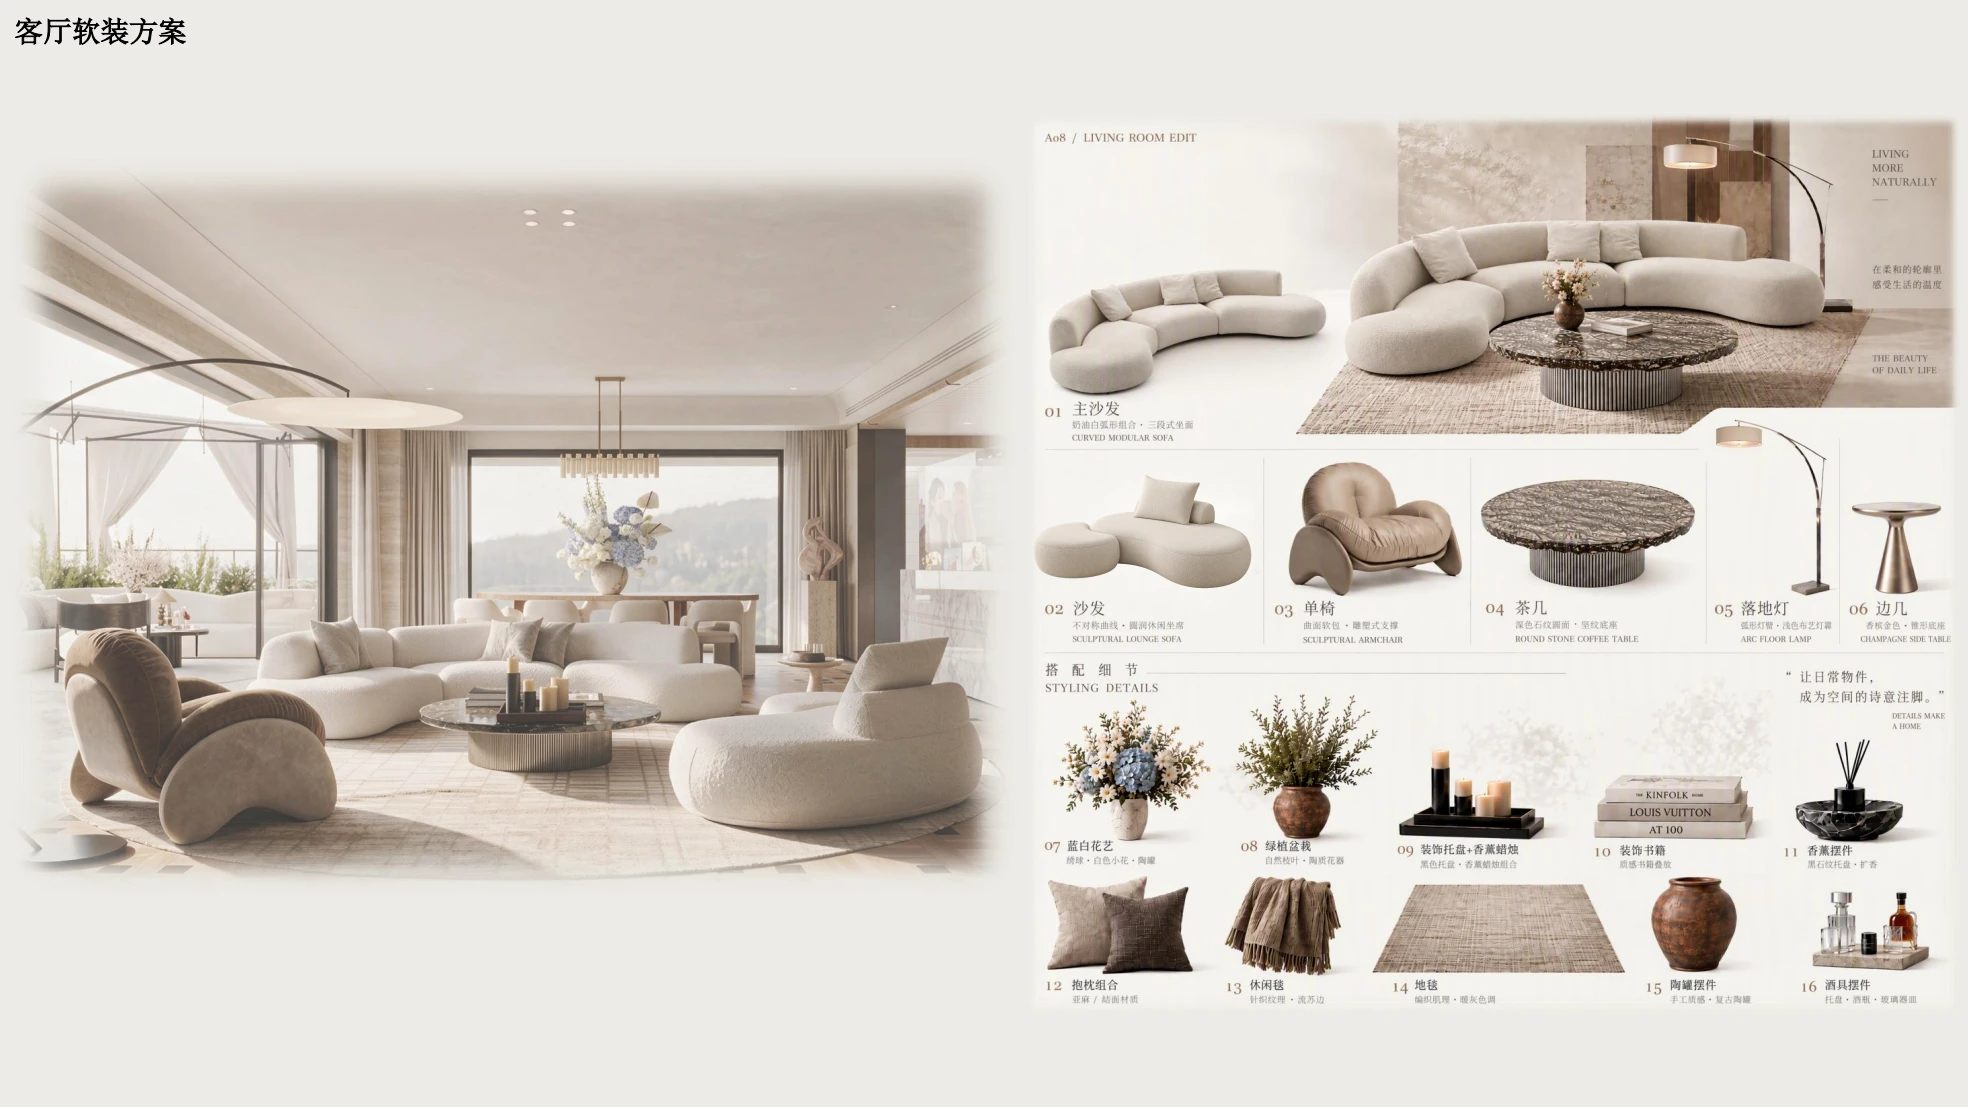 客厅软装方案
A08 / LIVING ROOM EDIT
LIVING
MORE
NATURALLY
在柔和的轮廓里
感受生活的温度
THE BEAUTY
OF DAILY LIFE
01 主沙发
奶油白弧形组合·三段式坐面
CURVED MODULAR SOFA
02 沙发
不对称曲线·圆润休闲坐席
SCULPTURAL LOUNGE SOFA
03 单椅
曲面软包·雕塑式支撑
SCULPTURAL ARMCHAIR
04 茶几
深色石纹圆面·竖纹底座
ROUND STONE COFFEE TABLE
05 落地灯
弧形灯臂·浅色布艺灯罩
ARC FLOOR LAMP
06 边几
香槟金色·锥形底座
CHAMPAGNE SIDE TABLE
搭配细节
STYLING DETAILS
“ 让日常物件，
成为空间的诗意注脚。”
DETAILS MAKE
A HOME
THE KINFOLK HOME
LOUIS VUITTON
AT 100
07 蓝白花艺
绣球·白色小花·陶罐
08 绿植盆栽
自然枝叶·陶质花器
09 装饰托盘+香薰蜡烛
黑色托盘·香薰蜡烛组合
10 装饰书籍
质感书籍叠放
11 香薰摆件
黑石纹托盘·扩香
12 抱枕组合
亚麻 / 结面材质
13 休闲毯
针织纹理·流苏边
14 地毯
编织肌理·暖灰色调
15 陶罐摆件
手工质感·复古陶罐
16 酒具摆件
托盘·酒瓶·玻璃器皿